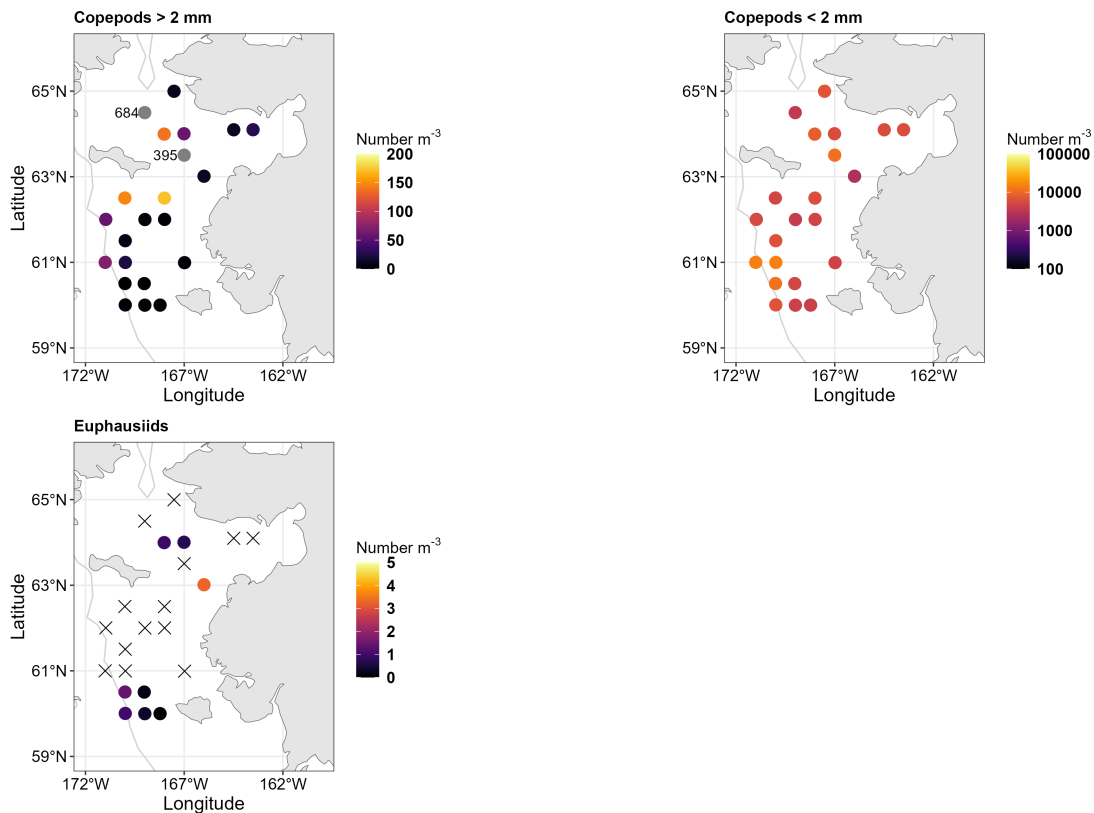 Copepods > 2 mm
65°N
63°N
61°N
59°N
172°W 167°W 162°W
Latitude
Longitude
684
395
Number m⁻³
200
150
100
50
0
Copepods < 2 mm
65°N
63°N
61°N
59°N
172°W 167°W 162°W
Latitude
Longitude
Number m⁻³
100000
10000
1000
100
Euphausiids
65°N
63°N
61°N
59°N
172°W 167°W 162°W
Latitude
Longitude
Number m⁻³
5
4
3
2
1
0